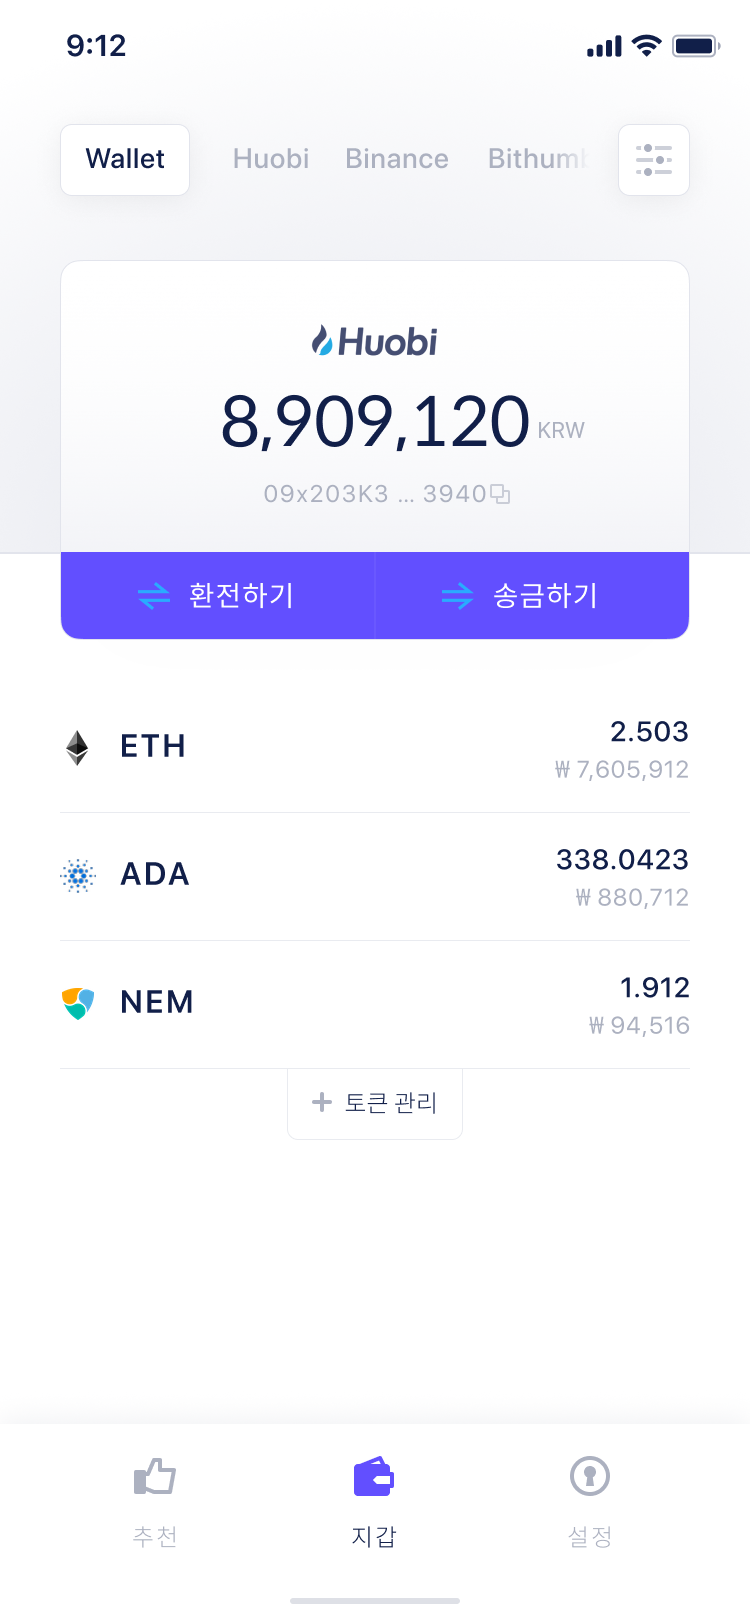 9:12
Wallet Huobi Binance Bithumb
Huobi
8,909,120 KRW
09x203K3 ... 3940
환전하기 송금하기
ETH 2.503
₩ 7,605,912
ADA 338.0423
₩ 880,712
NEM 1.912
₩ 94,516
+ 토큰 관리
추천 지갑 설정